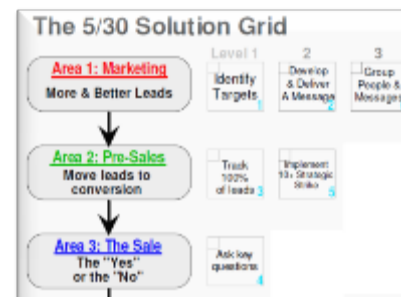 The 5/30 Solution Grid
Level 1 2 3
Area 1: Marketing
More & Better Leads
Identify
Targets
1
Develop
& Deliver
A Message
2
Group
People &
Messages
Area 2: Pre-Sales
Move leads to
conversion
Track
100%
of leads 3
Implement
10x Strategic
Strike
5
Area 3: The Sale
The "Yes"
or the "No"
Ask key
questions
4